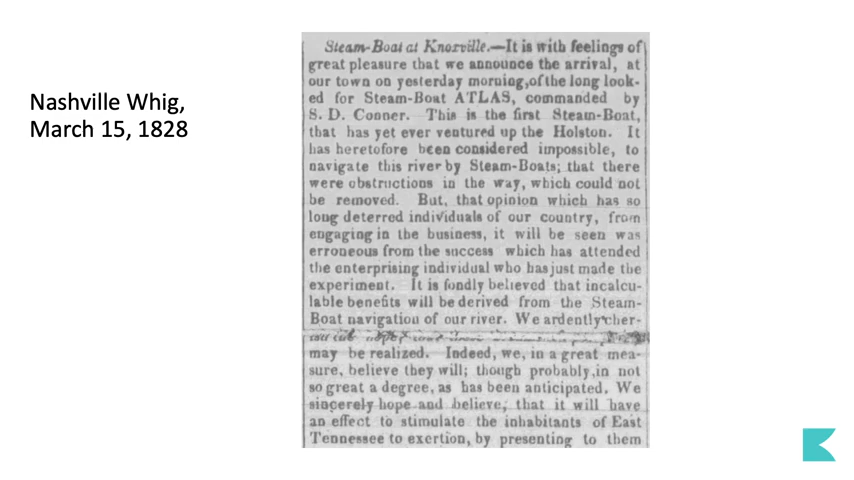 Nashville Whig,
March 15, 1828
Steam-Boat at Knoxville.—It is with feelings of
great pleasure that we announce the arrival, at
our town on yesterday morning,of the long look-
ed for Steam-Boat ATLAS, commanded by
S. D. Conner. This is the first Steam-Boat,
that has yet ever ventured up the Holston. It
has heretofore been considered impossible, to
navigate this river by Steam-Boats; that there
were obstructions in the way, which could not
be removed. But, that opinion which has so
long deterred individuals of our country, from
engaging in the business, it will be seen was
erroneous from the success which has attended
the enterprising individual who has just made the
experiment. It is fondly believed that incalcu-
lable benefits will be derived from the Steam-
Boat navigation of our river. We ardently cher-
may be realized. Indeed, we, in a great mea-
sure, believe they will; though probably,in not
so great a degree, as has been anticipated. We
sincerely hope and believe, that it will have
an effect to stimulate the inhabitants of East
Tennessee to exertion, by presenting to them